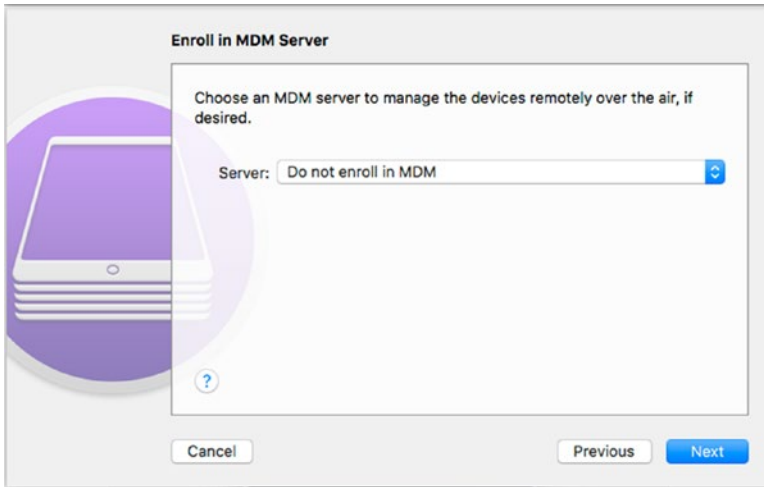 Enroll in MDM Server
Choose an MDM server to manage the devices remotely over the air, if
desired.
Server: Do not enroll in MDM
?
Cancel Previous Next